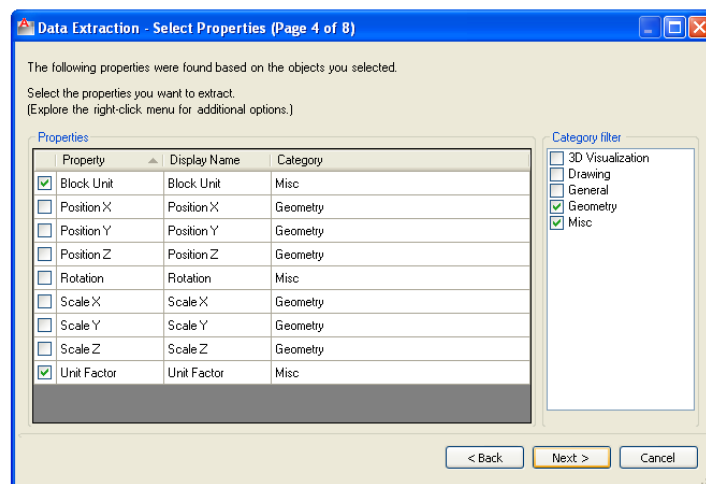 Data Extraction - Select Properties (Page 4 of 8)
The following properties were found based on the objects you selected.
Select the properties you want to extract.
(Explore the right-click menu for additional options.)
Properties
Property Display Name Category
Block Unit Block Unit Misc
Position X Position X Geometry
Position Y Position Y Geometry
Position Z Position Z Geometry
Rotation Rotation Misc
Scale X Scale X Geometry
Scale Y Scale Y Geometry
Scale Z Scale Z Geometry
Unit Factor Unit Factor Misc
Category filter
3D Visualization
Drawing
General
Geometry
Misc
< Back Next > Cancel